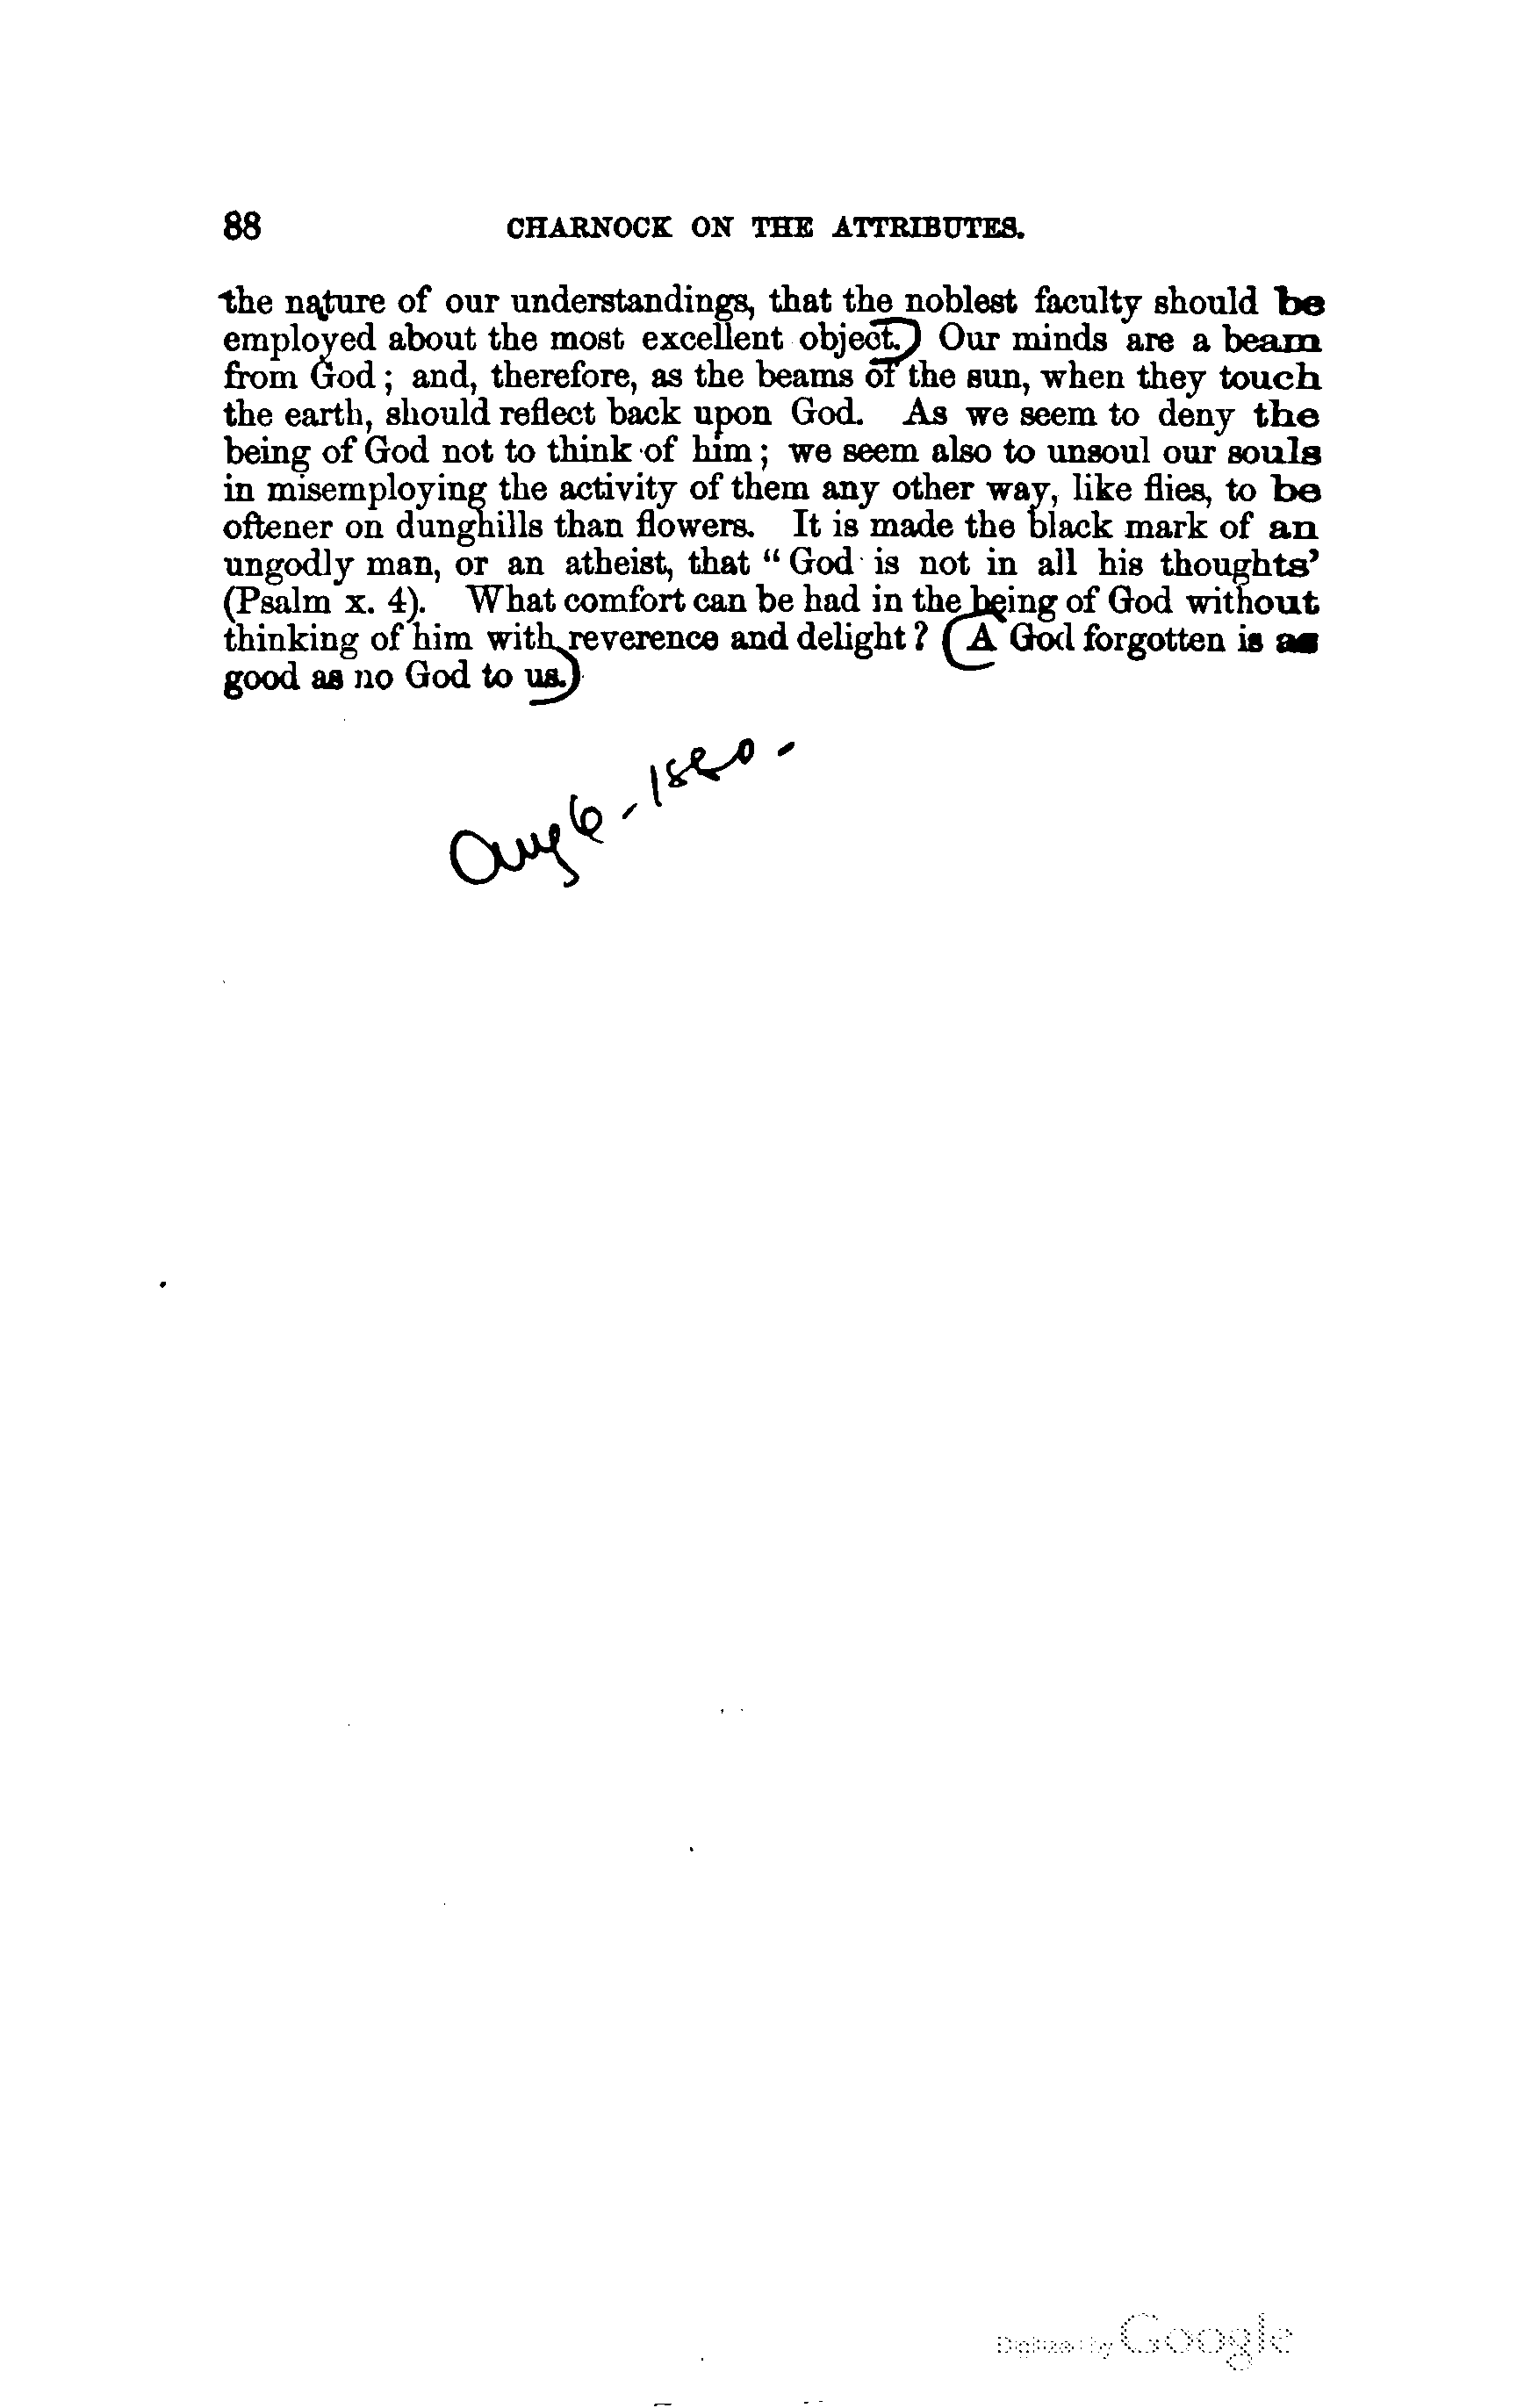 88 CHARNOCK ON THE ATTRIBUTES.
the nature of our understandings, that the noblest faculty should be
employed about the most excellent object.) Our minds are a beam
from God; and, therefore, as the beams of the sun, when they touch
the earth, should reflect back upon God. As we seem to deny the
being of God not to think of him; we seem also to unsoul our souls
in misemploying the activity of them any other way, like flies, to be
oftener on dunghills than flowers. It is made the black mark of an
ungodly man, or an atheist, that "God is not in all his thoughts'
(Psalm x. 4). What comfort can be had in the being of God without
thinking of him with reverence and delight? (A God forgotten is as
good as no God to us.)
Aug 6 -
Digitized by Google